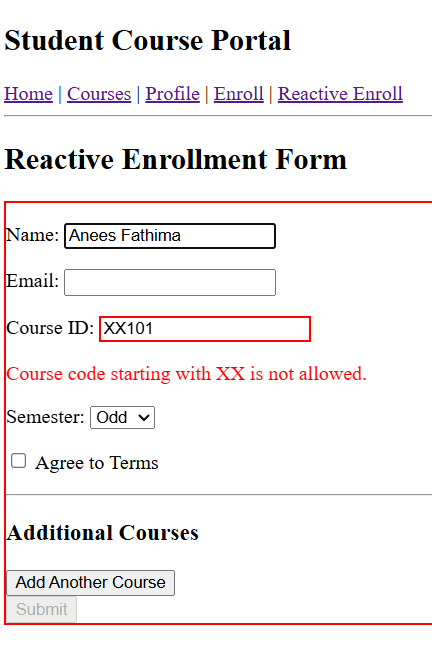 Student Course Portal
Home | Courses | Profile | Enroll | Reactive Enroll
Reactive Enrollment Form
Name: Anees Fathima
Email:
Course ID: XX101
Course code starting with XX is not allowed.
Semester: Odd
Agree to Terms
Additional Courses
Add Another Course
Submit